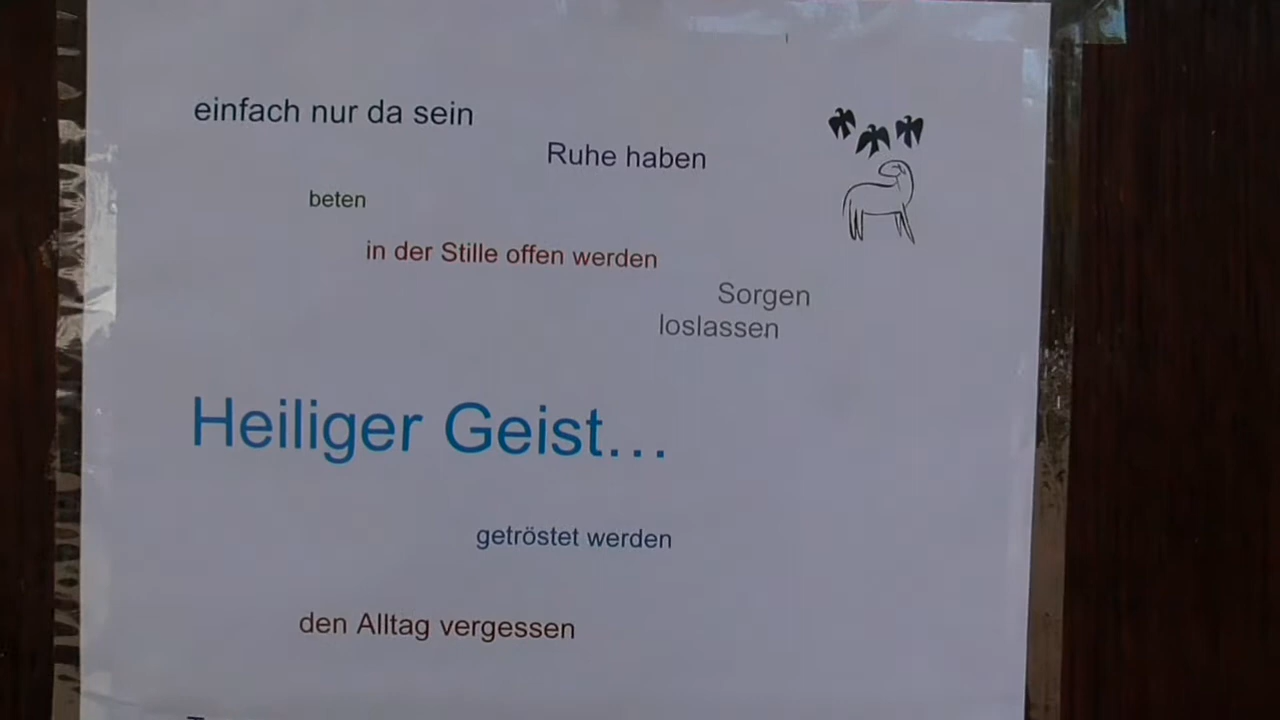 einfach nur da sein
Ruhe haben
beten
in der Stille offen werden
Sorgen
loslassen
Heiliger Geist...
getröstet werden
den Alltag vergessen